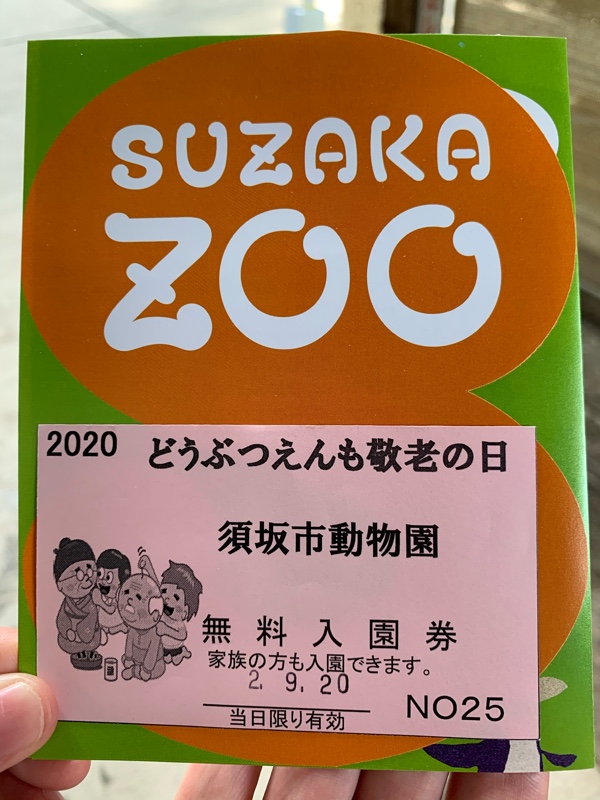 SUZAKA
ZOO
2020 どうぶつえんも敬老の日
須坂市動物園
無料入園券
家族の方も入園できます。
2. 9. 20
当日限り有効
NO25